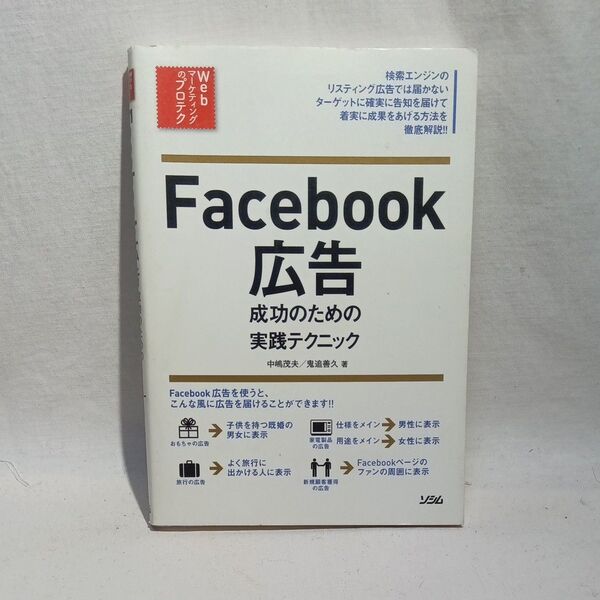 Web
マーケティング
のプロテク
検索エンジンの
リスティング広告では届かない
ターゲットに確実に告知を届けて
着実に成果をあげる方法を
徹底解説!!
Facebook
広告
成功のための
実践テクニック
中嶋茂夫／鬼追善久 著
Facebook 広告を使うと、
こんな風に広告を届けることができます!!
おもちゃの広告
子供を持つ既婚の
男女に表示
家電製品
の広告
仕様をメイン
男性に表示
用途をメイン
女性に表示
旅行の広告
よく旅行に
出かける人に表示
新規顧客獲得
の広告
Facebookページの
ファンの周囲に表示
ソシム